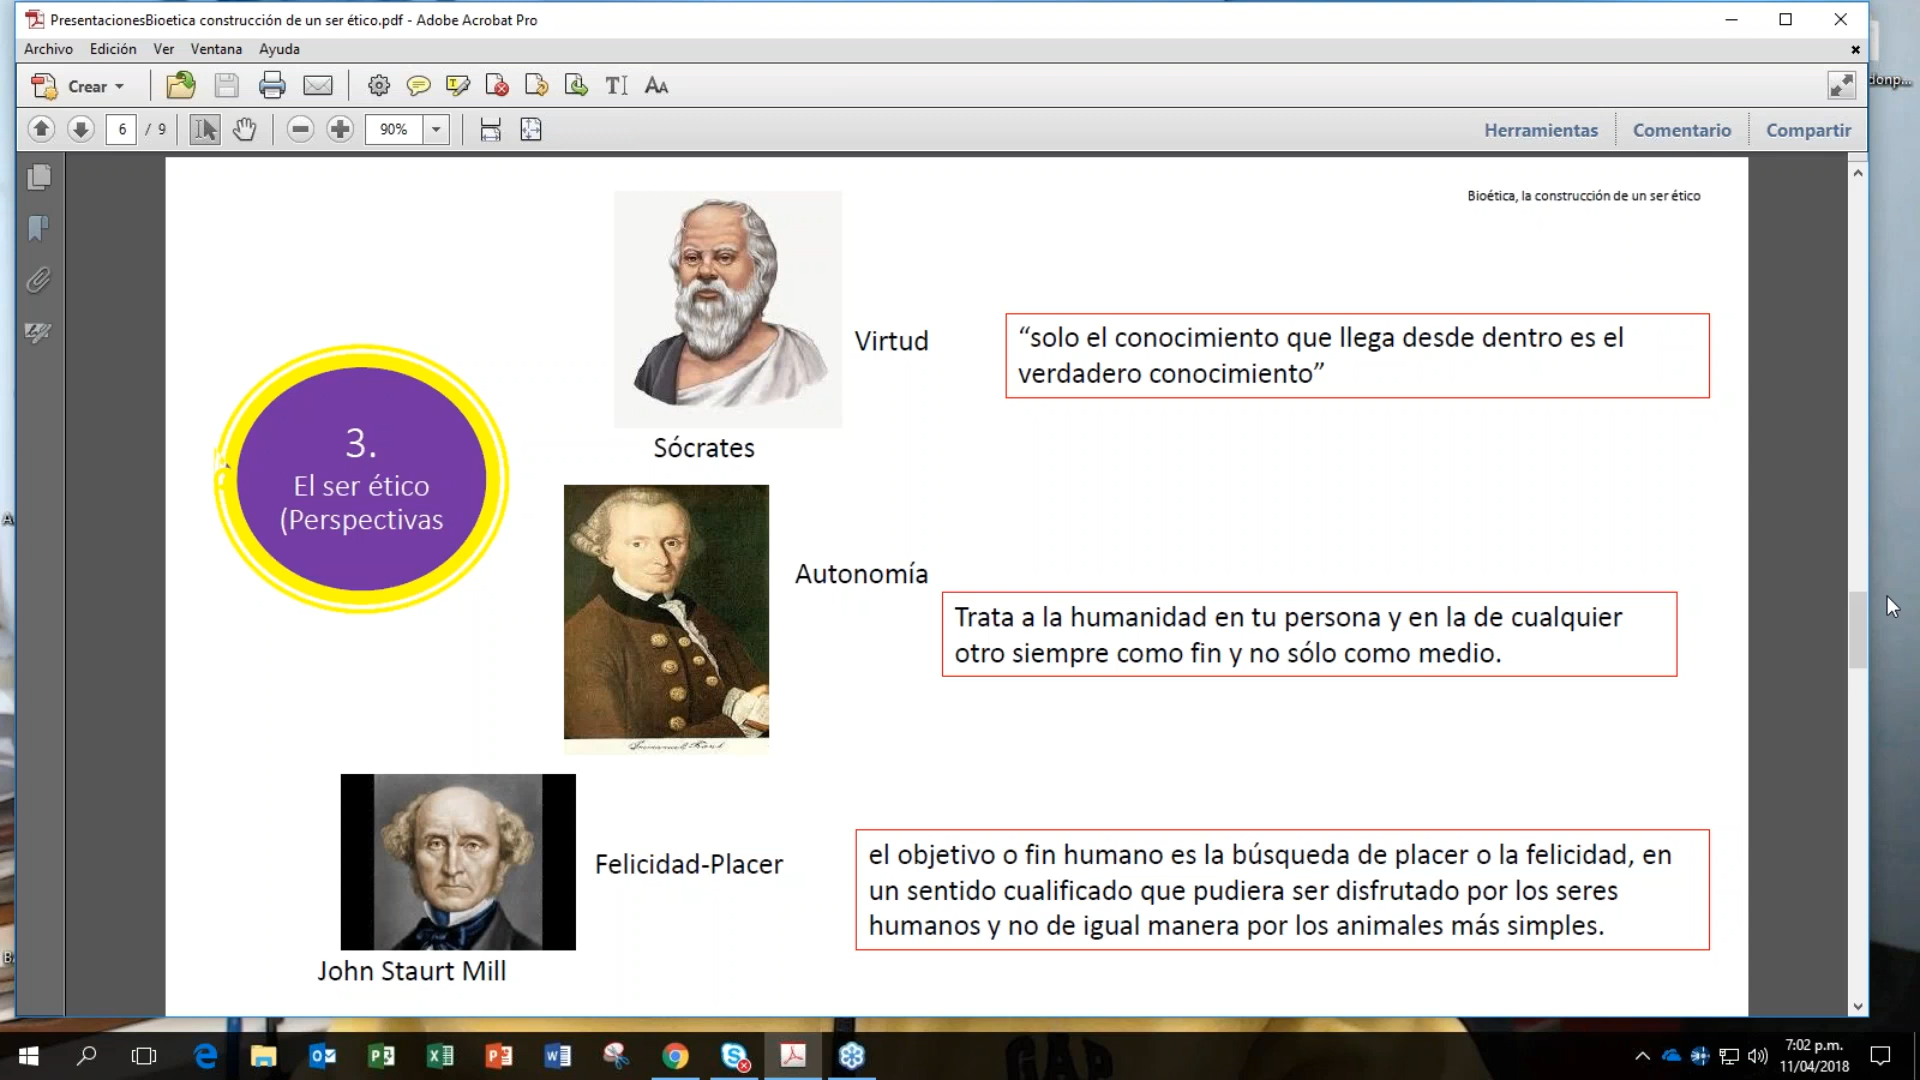 PresentacionesBioetica construcción de un ser ético.pdf - Adobe Acrobat Pro
Archivo Edición Ver Ventana Ayuda
Crear
6 / 9
90%
Herramientas Comentario Compartir
Bioética, la construcción de un ser ético
Virtud
“solo el conocimiento que llega desde dentro es el
verdadero conocimiento”
Sócrates
3.
El ser ético
(Perspectivas
Autonomía
Trata a la humanidad en tu persona y en la de cualquier
otro siempre como fin y no sólo como medio.
Felicidad-Placer
el objetivo o fin humano es la búsqueda de placer o la felicidad, en
un sentido cualificado que pudiera ser disfrutado por los seres
humanos y no de igual manera por los animales más simples.
John Staurt Mill
GAP
7:02 p.m.
11/04/2018